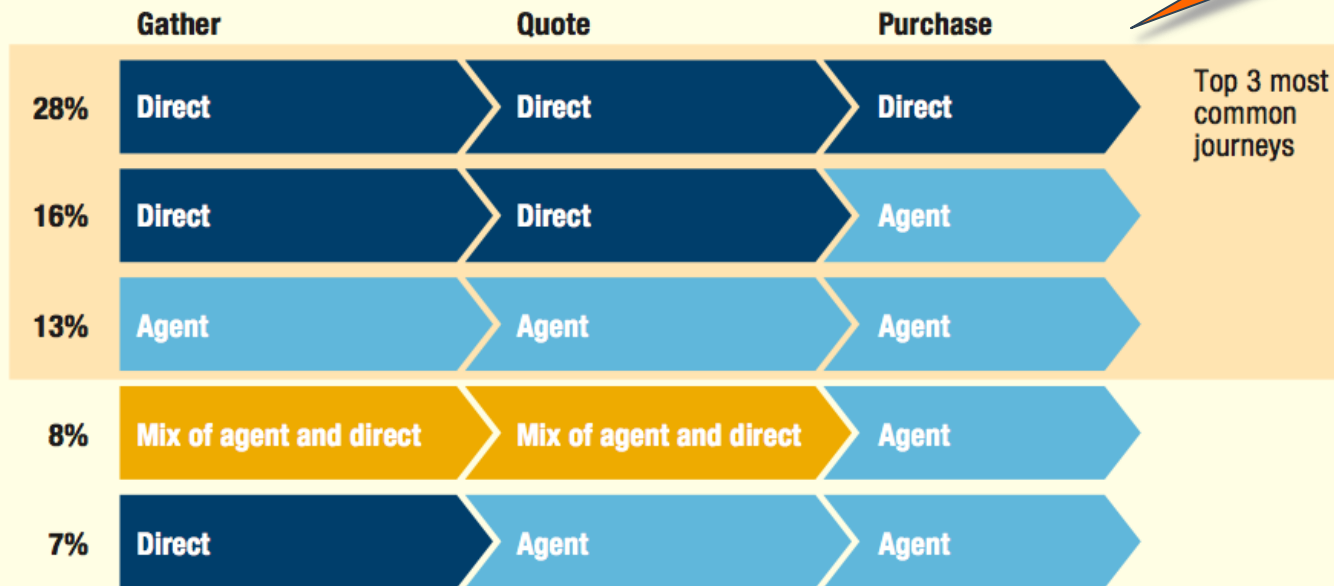 Gather Quote Purchase
28% Direct Direct Direct
Top 3 most
common
journeys
16% Direct Direct Agent
13% Agent Agent Agent
8% Mix of agent and direct Mix of agent and direct Agent
7% Direct Agent Agent